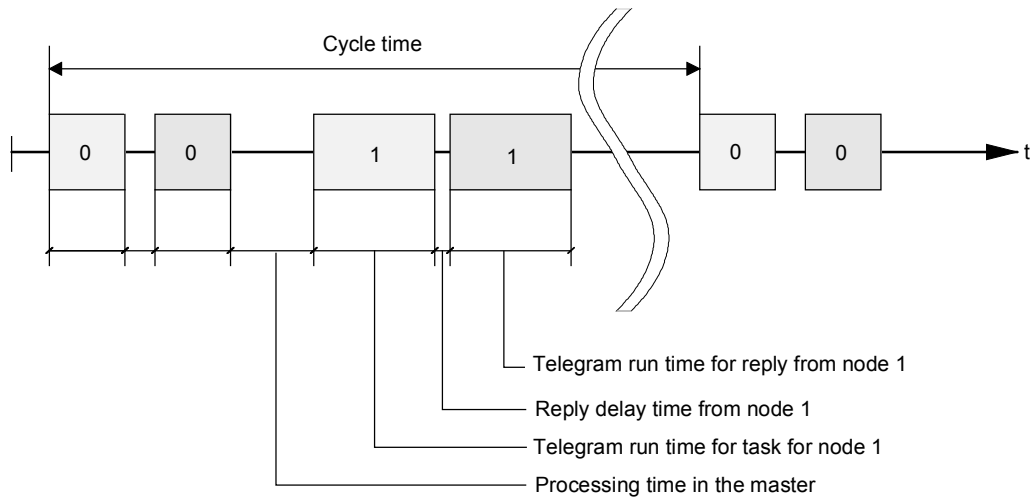 Cycle time
0 0 1 1 0 0 t
Telegram run time for reply from node 1
Reply delay time from node 1
Telegram run time for task for node 1
Processing time in the master